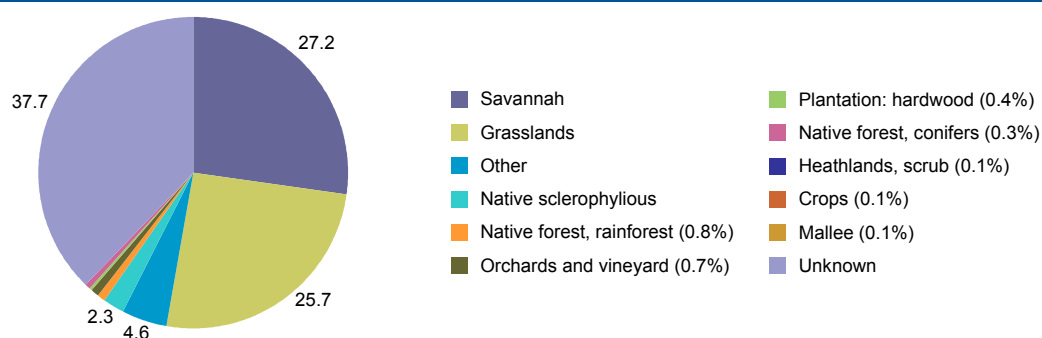 27.2
37.7
25.7
2.3
4.6
Savannah
Grasslands
Other
Native sclerophylious
Native forest, rainforest (0.8%)
Orchards and vineyard (0.7%)
Plantation: hardwood (0.4%)
Native forest, conifers (0.3%)
Heathlands, scrub (0.1%)
Crops (0.1%)
Mallee (0.1%)
Unknown